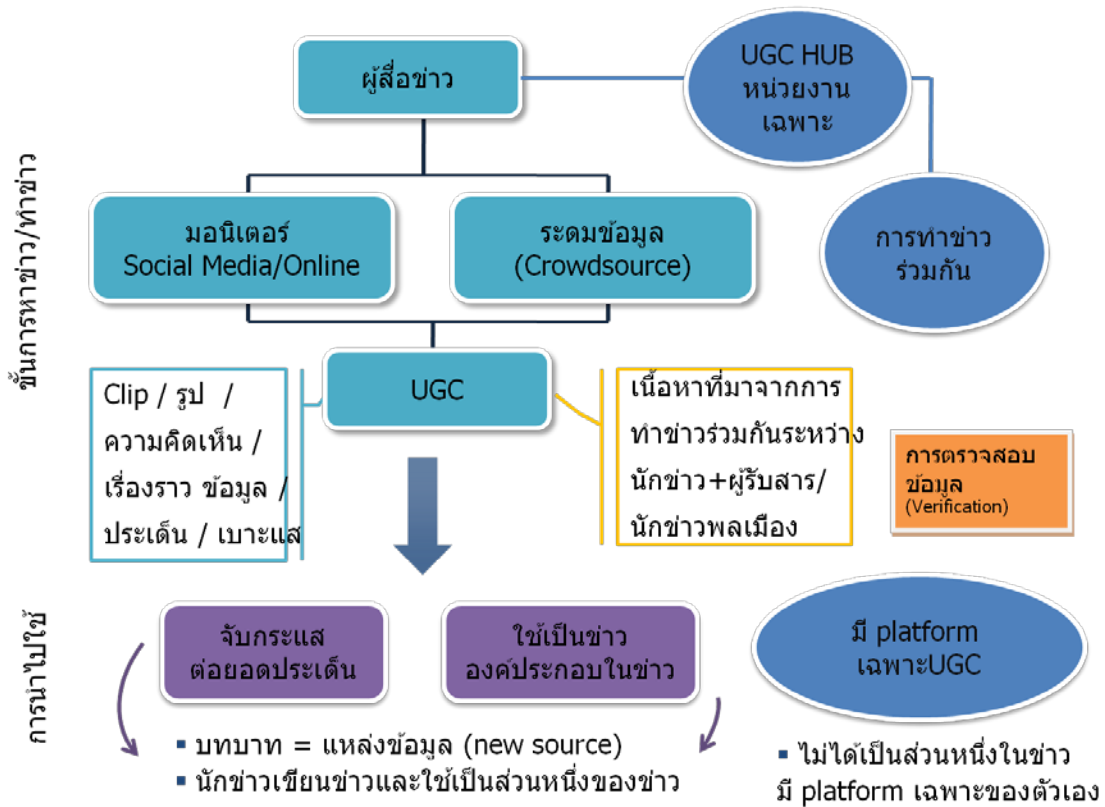 ผู้สื่อข่าว
UGC HUB
หน่วยงาน
เฉพาะ
ขั้นการหาข่าว/ทำข่าว
มอนิเตอร์
Social Media/Online
ระดมข้อมูล
(Crowdsource)
การทำข่าว
ร่วมกัน
UGC
Clip / รูป /
ความคิดเห็น /
เรื่องราว ข้อมูล /
ประเด็น / เบาะแส
เนื้อหาที่มาจากการ
ทำข่าวร่วมกันระหว่าง
นักข่าว+ผู้รับสาร/
นักข่าวพลเมือง
การตรวจสอบ
ข้อมูล
(Verification)
การนำไปใช้
จับกระแส
ต่อยอดประเด็น
ใช้เป็นข่าว
องค์ประกอบในข่าว
มี platform
เฉพาะUGC
▪ บทบาท = แหล่งข้อมูล (new source)
▪ นักข่าวเขียนข่าวและใช้เป็นส่วนหนึ่งของข่าว
▪ ไม่ได้เป็นส่วนหนึ่งในข่าว
มี platform เฉพาะของตัวเอง